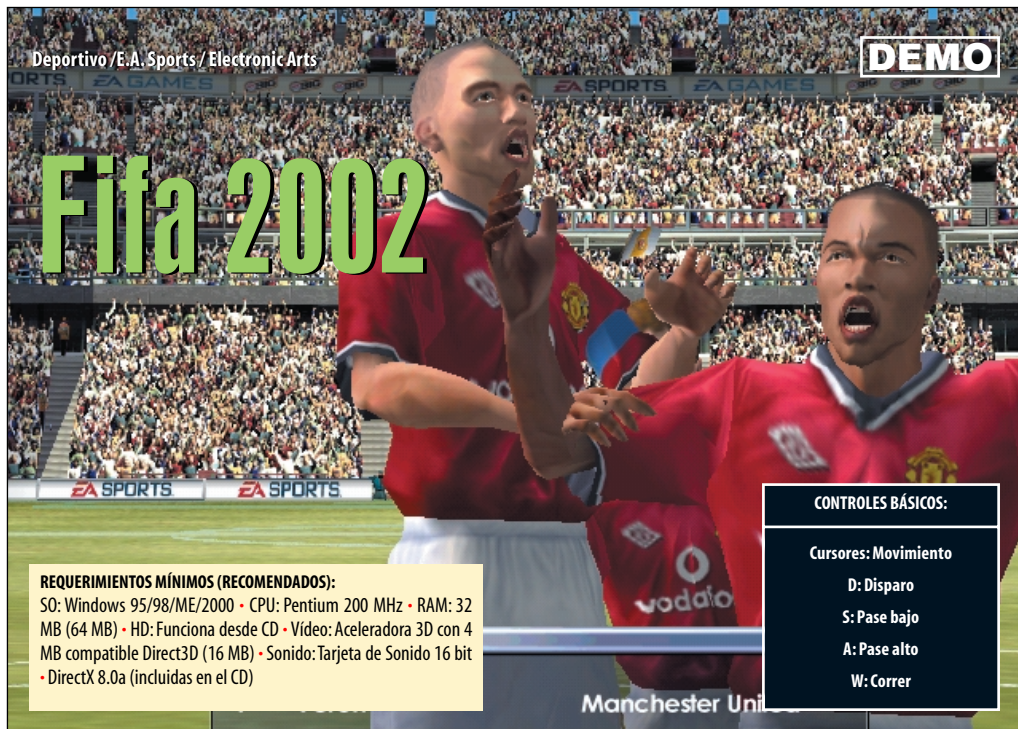 Deportivo /E.A. Sports / Electronic Arts
DEMO
ORTS EA GAMES EA SPORTS EA GAMES
Fifa 2002
EA SPORTS EA SPORTS
CONTROLES BÁSICOS:
Cursores: Movimiento
D: Disparo
S: Pase bajo
A: Pase alto
W: Correr
vodafo
REQUERIMIENTOS MÍNIMOS (RECOMENDADOS):
SO: Windows 95/98/ME/2000 • CPU: Pentium 200 MHz • RAM: 32
MB (64 MB) • HD: Funciona desde CD • Vídeo: Aceleradora 3D con 4
MB compatible Direct3D (16 MB) • Sonido: Tarjeta de Sonido 16 bit
• DirectX 8.0a (incluidas en el CD)
Manchester United